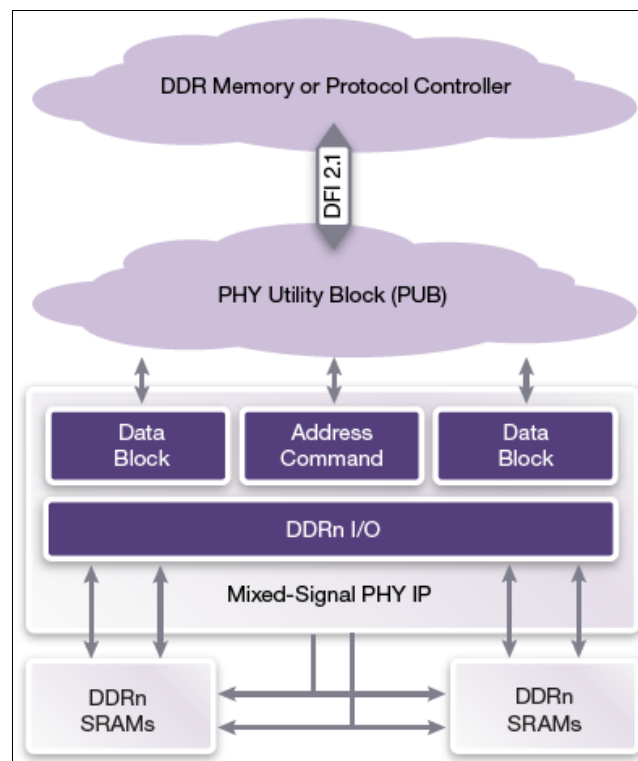 DDR Memory or Protocol Controller
DFI 2.1
PHY Utility Block (PUB)
Data
Block
Address
Command
Data
Block
DDRn I/O
Mixed-Signal PHY IP
DDRn
SRAMs
DDRn
SRAMs